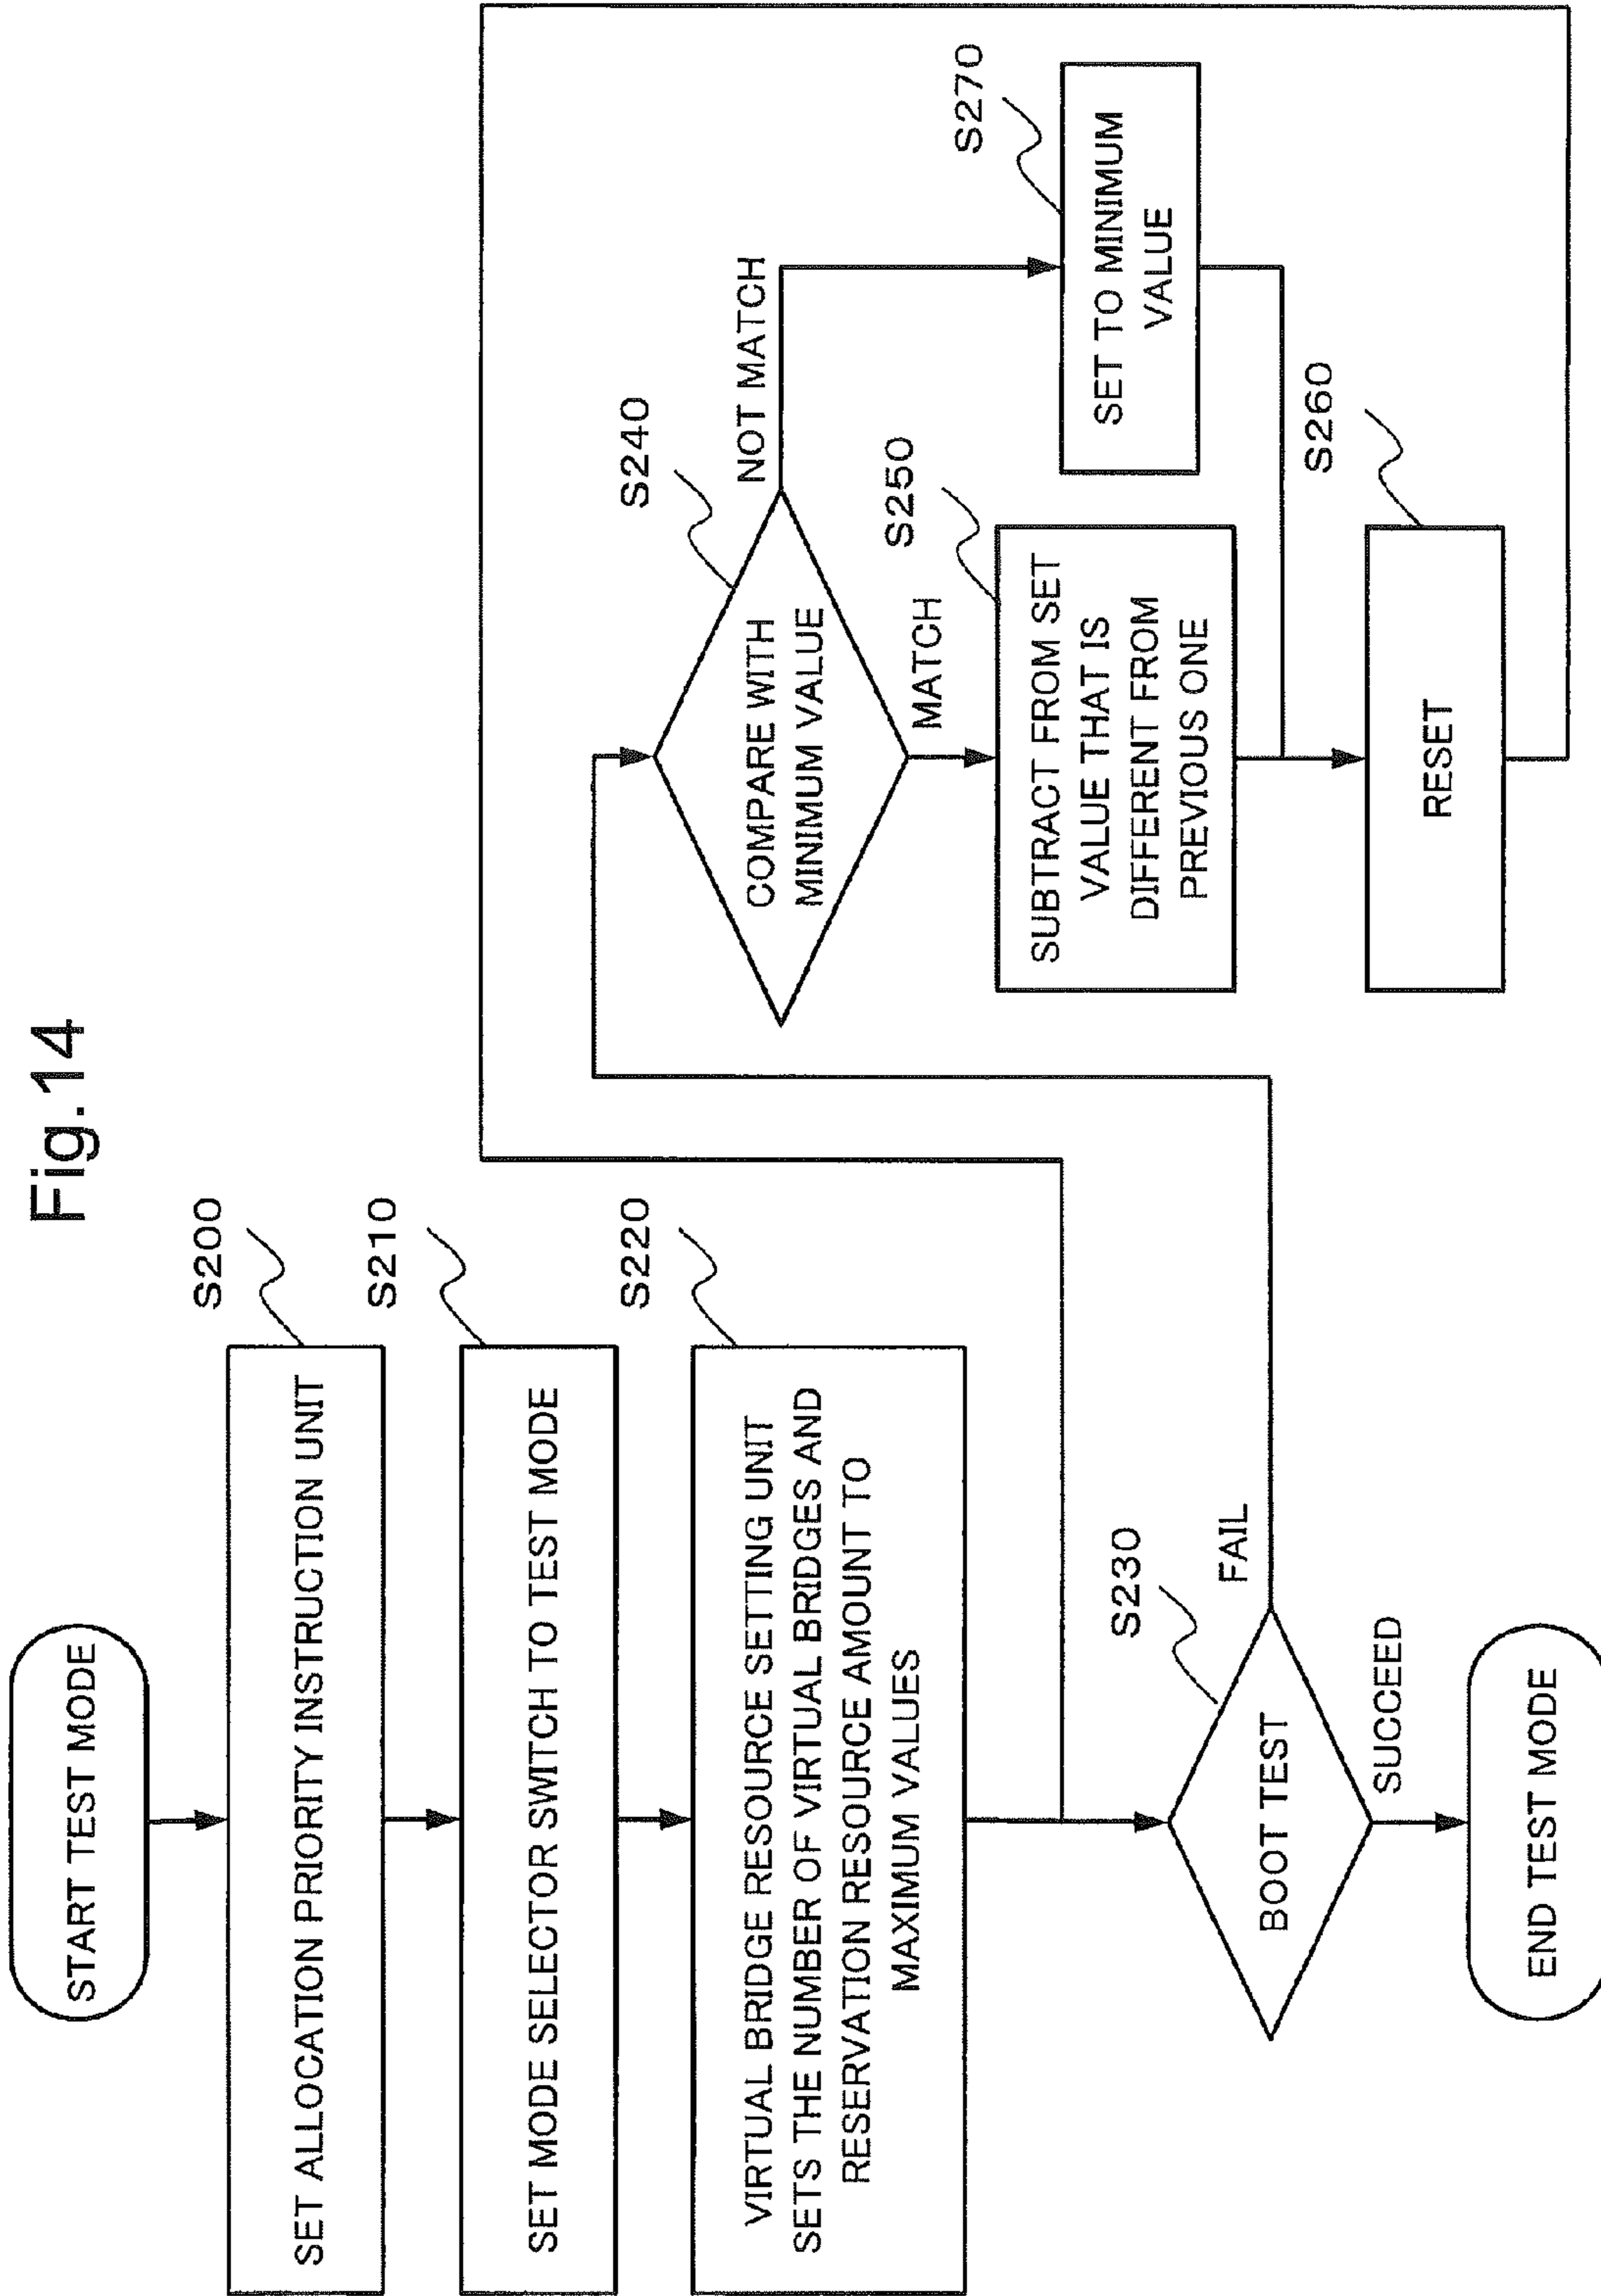 Fig.14
START TEST MODE
S200
SET ALLOCATION PRIORITY INSTRUCTION UNIT
S210
SET MODE SELECTOR SWITCH TO TEST MODE
S220
VIRTUAL BRIDGE RESOURCE SETTING UNIT
SETS THE NUMBER OF VIRTUAL BRIDGES AND
RESERVATION RESOURCE AMOUNT TO
MAXIMUM VALUES
S230
BOOT TEST
FAIL
SUCCEED
END TEST MODE
S240
COMPARE WITH
MINIMUM VALUE
NOT MATCH
MATCH
S250
SUBTRACT FROM SET
VALUE THAT IS
DIFFERENT FROM
PREVIOUS ONE
S270
SET TO MINIMUM
VALUE
S260
RESET